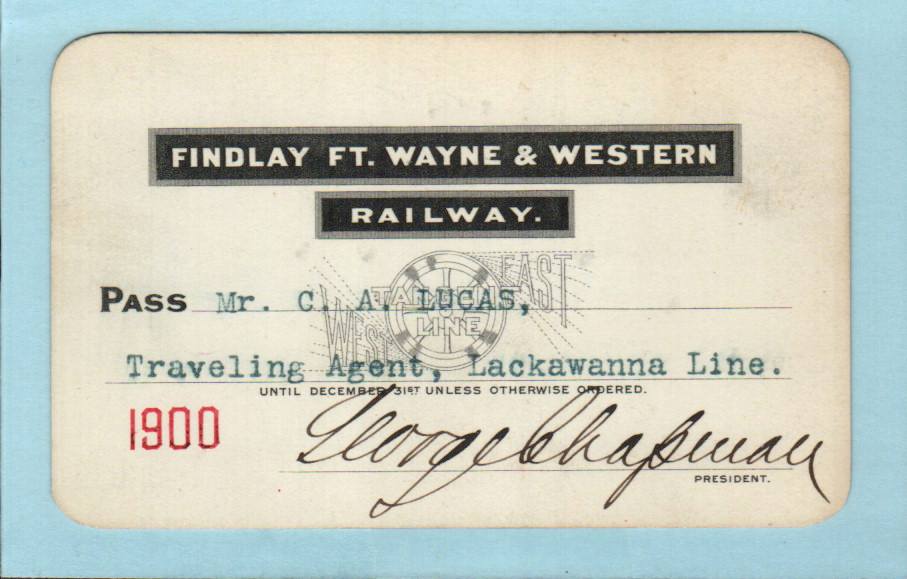 FINDLAY FT. WAYNE & WESTERN
RAILWAY.
EAST
WEST
LINE
PASS Mr. C. A. LUCAS,
Traveling Agent, Lackawanna Line.
UNTIL DECEMBER 31ST UNLESS OTHERWISE ORDERED.
1900
George Chapman
PRESIDENT.